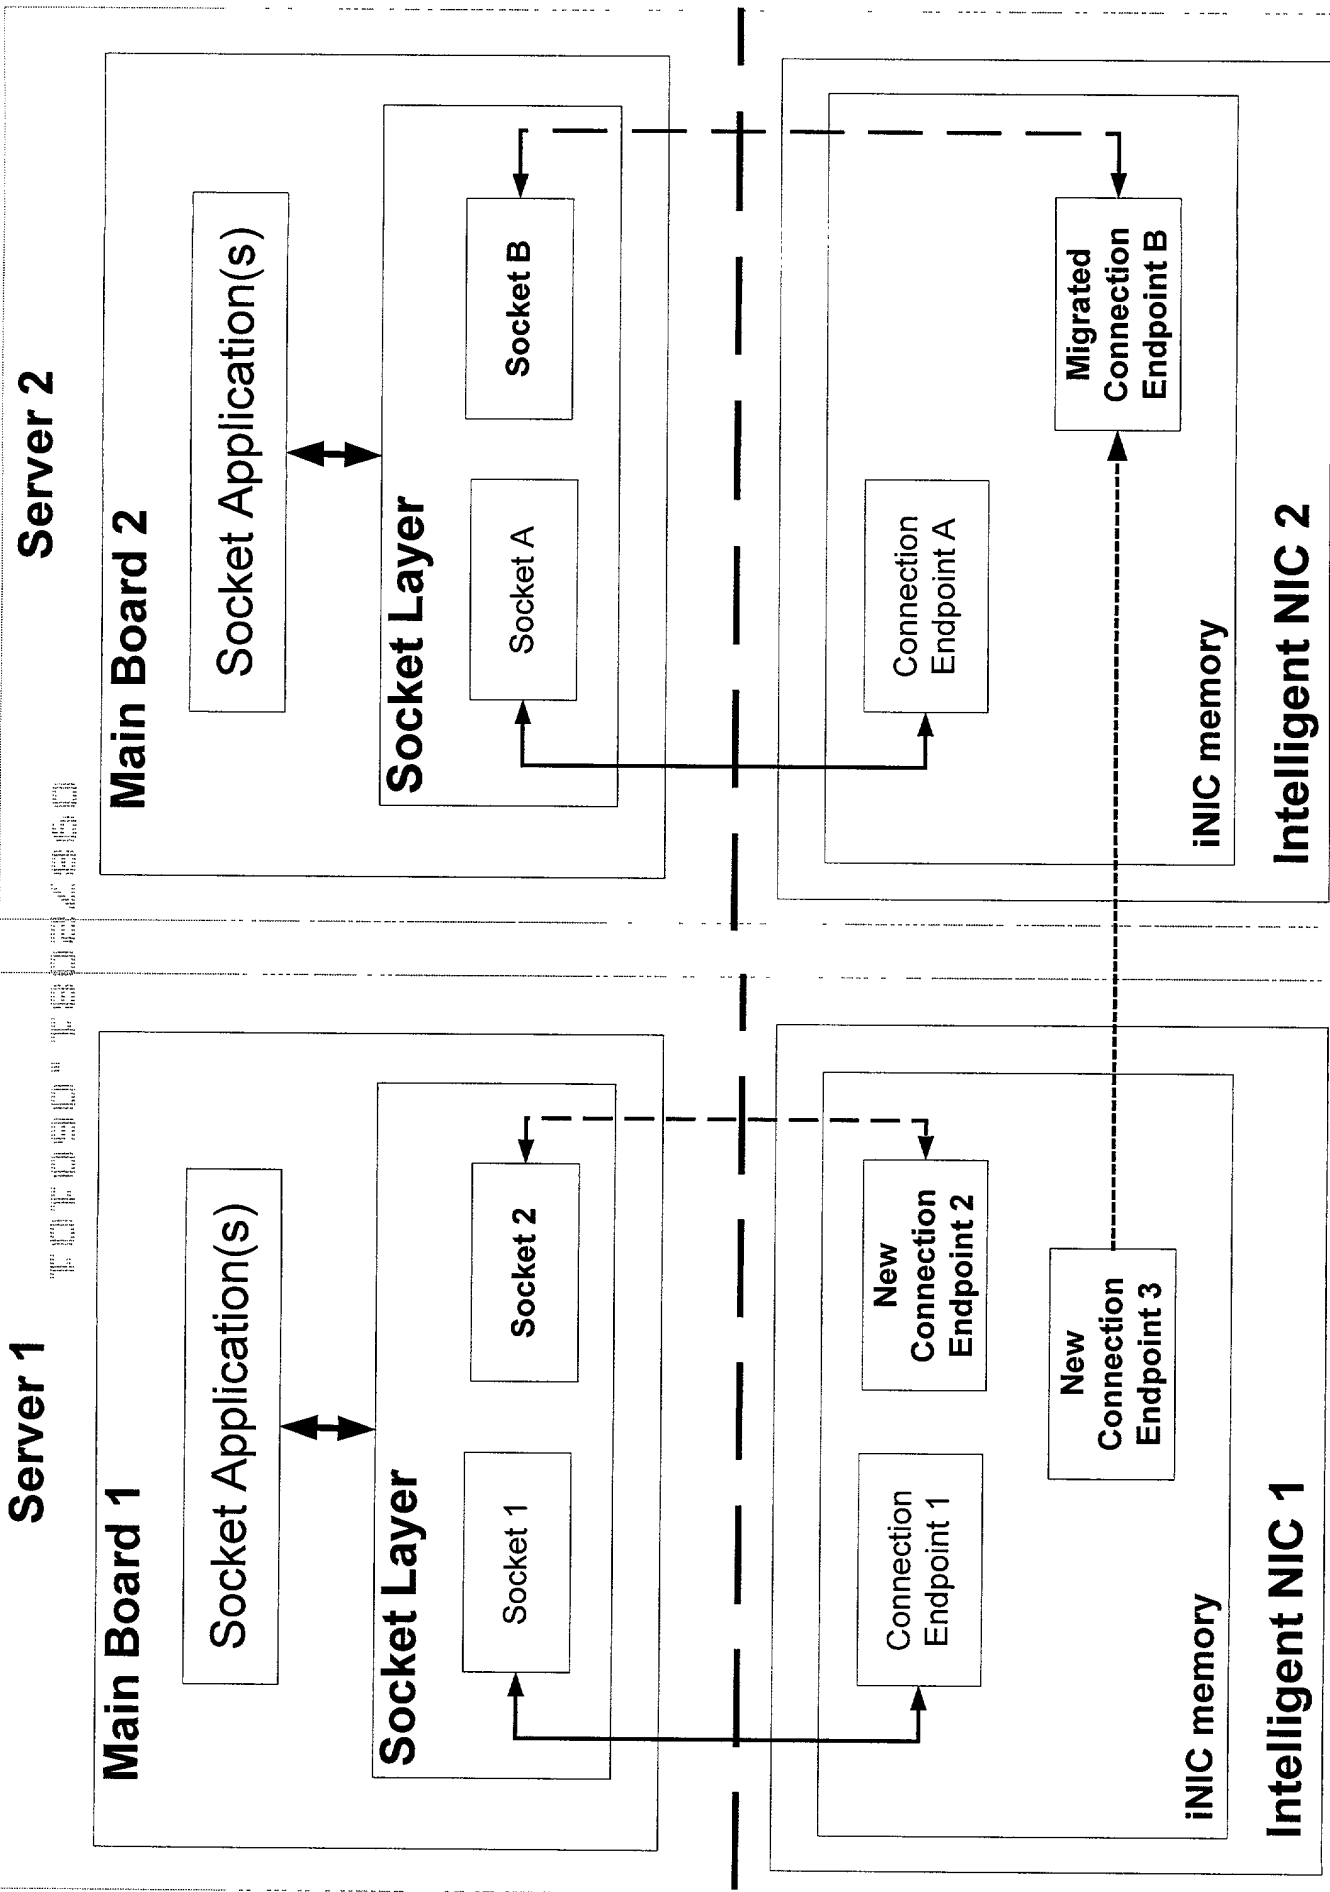 Server 1
Main Board 1
Socket Application(s)
Socket Layer
Socket 1
Socket 2
Connection
Endpoint 1
New
Connection
Endpoint 2
New
Connection
Endpoint 3
iNIC memory
Intelligent NIC 1
Server 2
Main Board 2
Socket Application(s)
Socket Layer
Socket A
Socket B
Connection
Endpoint A
Migrated
Connection
Endpoint B
iNIC memory
Intelligent NIC 2